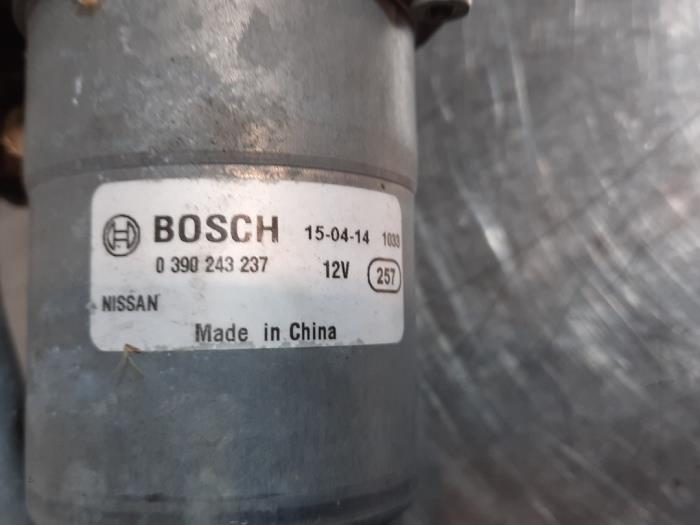 BOSCH 15-04-14 1033
0 390 243 237 12V 257
NISSAN
Made in China